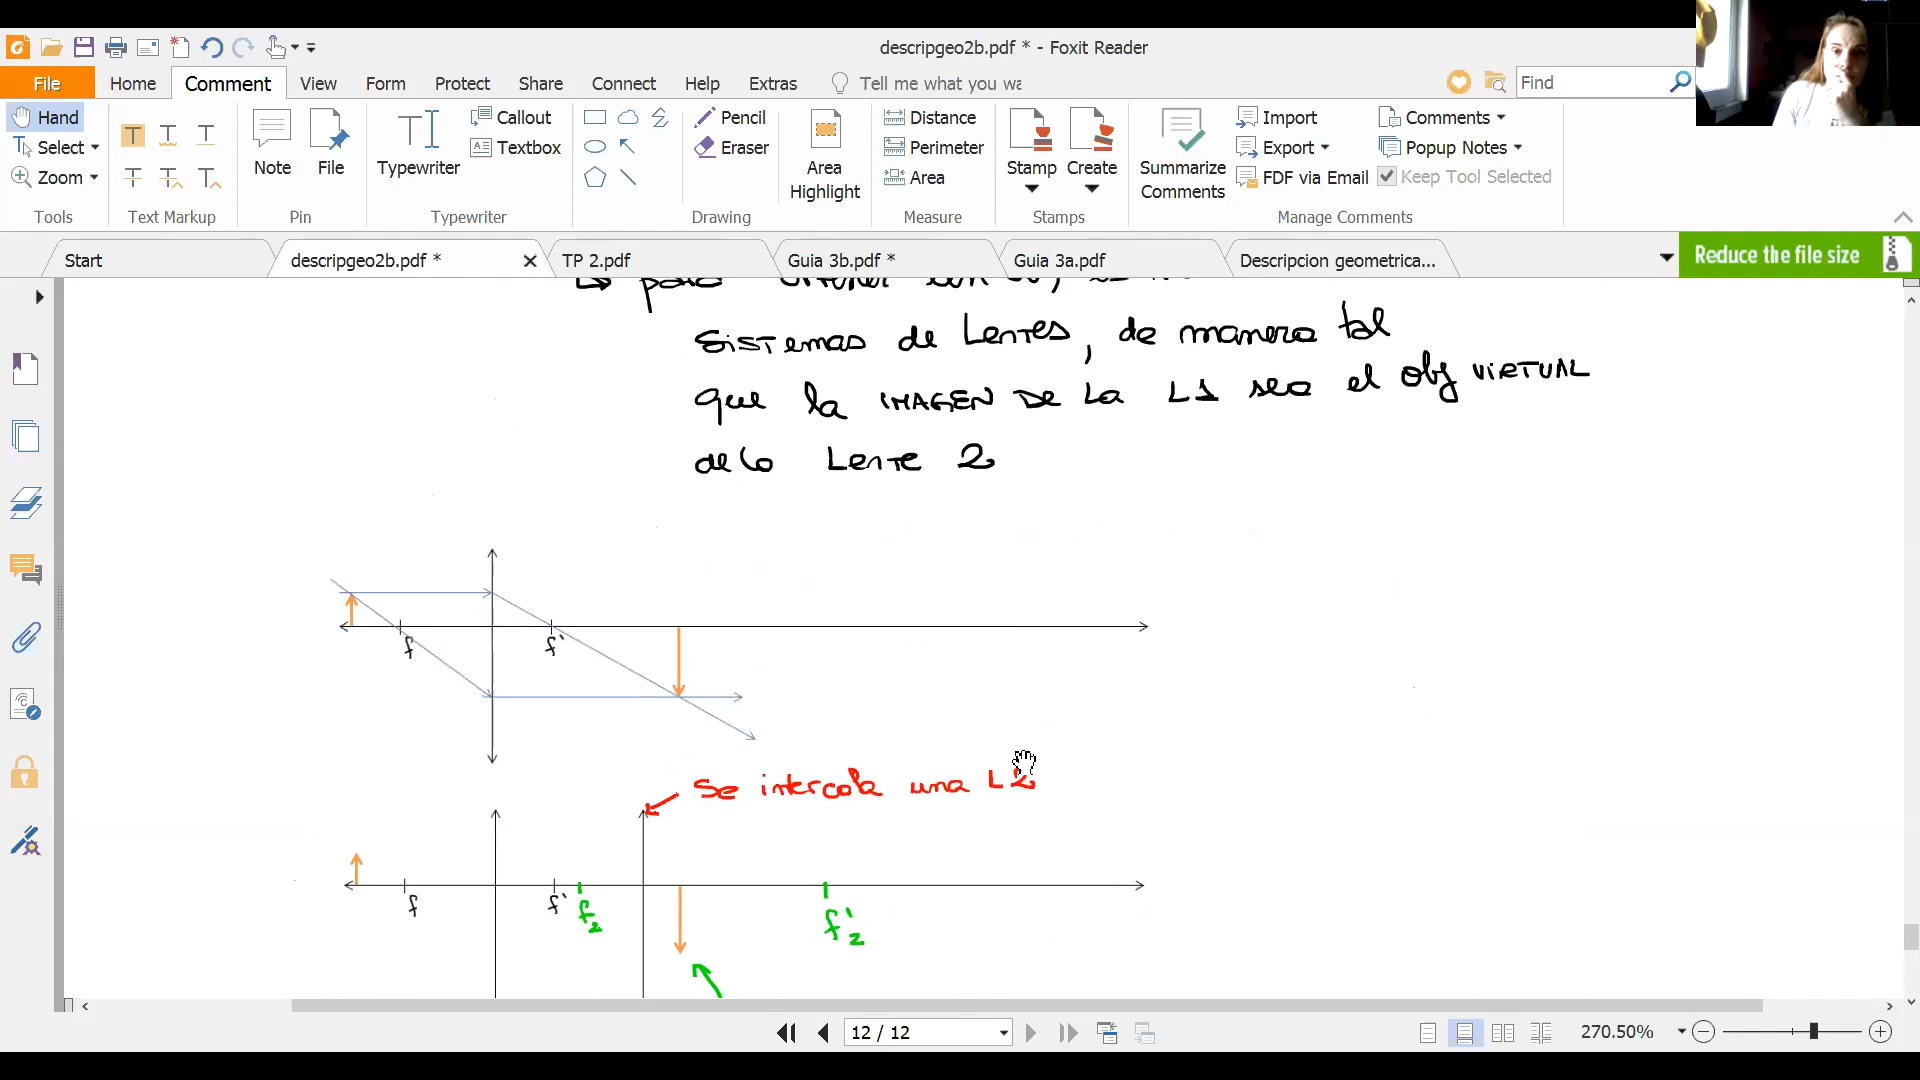 descripgeo2b.pdf * - Foxit Reader
File Home Comment View Form Protect Share Connect Help Extras Tell me what you wa Find
Hand
Select
Zoom
Tools
Text Markup
Note
File
Pin
Typewriter
Typewriter
Callout
Textbox
Pencil
Eraser
Drawing
Area Highlight
Distance
Perimeter
Area
Measure
Stamp
Create
Stamps
Summarize Comments
Import
Export
FDF via Email
Comments
Popup Notes
Keep Tool Selected
Manage Comments
Start
descripgeo2b.pdf *
TP 2.pdf
Guia 3b.pdf *
Guia 3a.pdf
Descripcion geometrica...
Reduce the file size
para
sistemas de Lentes, de manera tal
que la IMAGEN DE La L1 sea el obj VIRTUAL
de la Lente 2
f f'
Se intercala una L2
f f' f2 f'2
12 / 12
270.50%